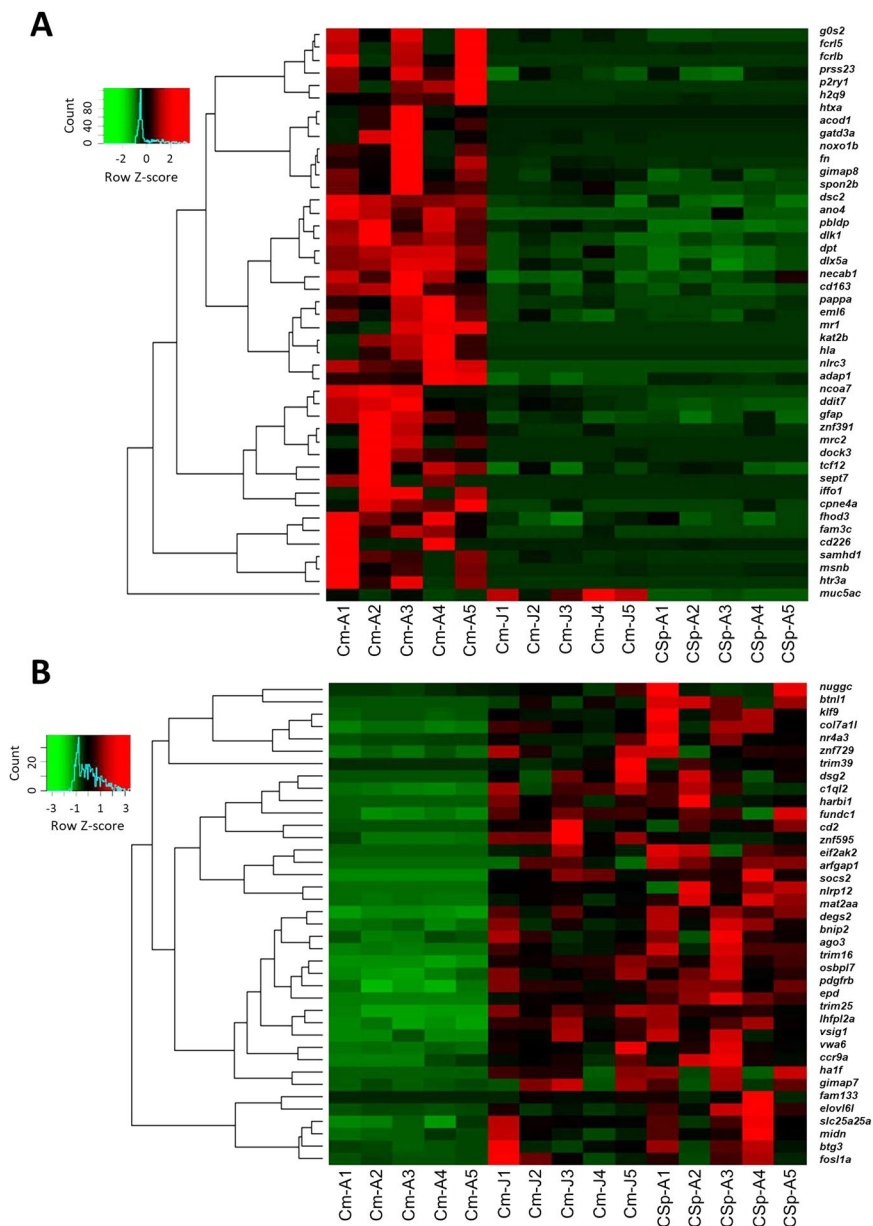 A
g0s2
fcrl5
fcrlb
prss23
p2ry1
h2q9
htxa
acod1
gatd3a
noxo1b
fn
gimap8
spon2b
dsc2
ano4
pbldp
dlk1
dpt
dlx5a
necab1
cd163
pappa
eml6
mr1
kat2b
hla
nlrc3
adap1
ncoa7
ddit7
gfap
znf391
mrc2
dock3
tcf12
sept7
iffo1
cpne4a
fhod3
fam3c
cd226
samhd1
msnb
htr3a
muc5ac
Count
0 40 80
-2 0 2
Row Z-score
Cm-A1 Cm-A2 Cm-A3 Cm-A4 Cm-A5 Cm-J1 Cm-J2 Cm-J3 Cm-J4 Cm-J5 CSp-A1 CSp-A2 CSp-A3 CSp-A4 CSp-A5
B
nuggc
btnl1
klf9
col7a1l
nr4a3
znf729
trim39
dsg2
c1ql2
harbi1
fundc1
cd2
znf595
eif2ak2
arfgap1
socs2
nlrp12
mat2aa
degs2
bnip2
ago3
trim16
osbpl7
pdgfrb
epd
trim25
lhfpl2a
vsig1
vwa6
ccr9a
ha1f
gimap7
fam133
elovl6l
slc25a25a
midn
btg3
fosl1a
Count
0 20
-3 -1 1 3
Row Z-score
Cm-A1 Cm-A2 Cm-A3 Cm-A4 Cm-A5 Cm-J1 Cm-J2 Cm-J3 Cm-J4 Cm-J5 CSp-A1 CSp-A2 CSp-A3 CSp-A4 CSp-A5